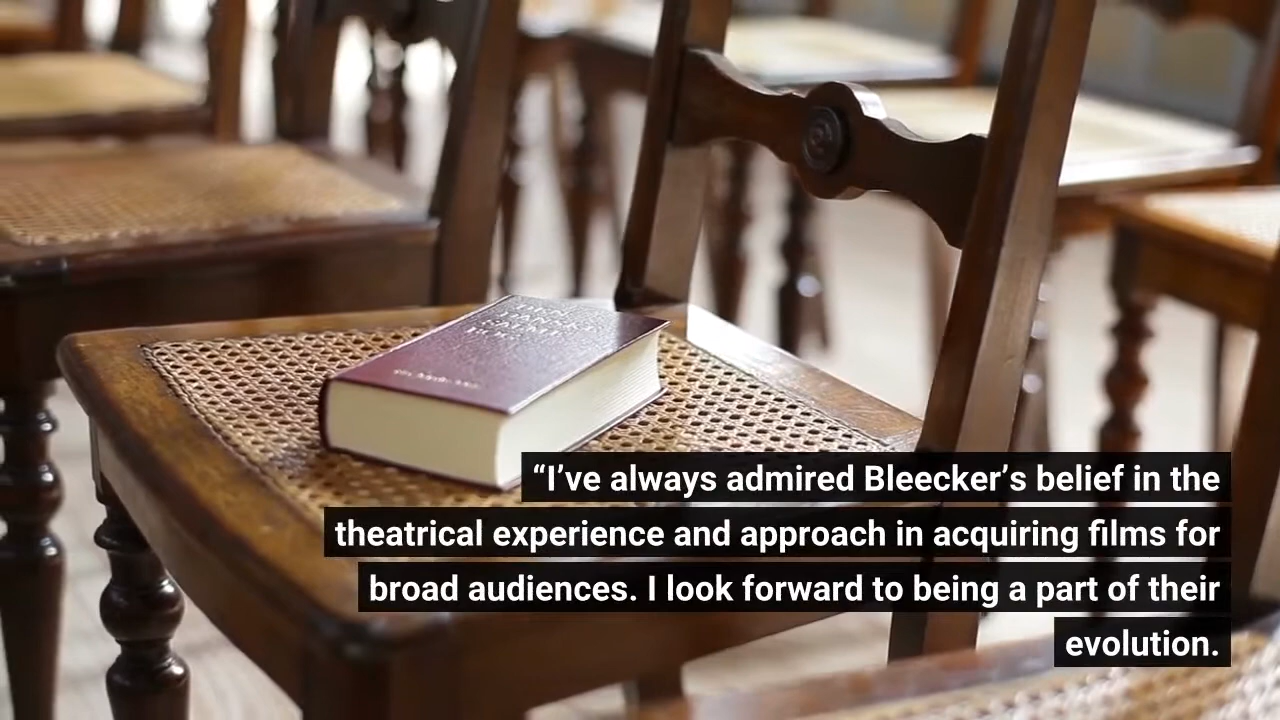 “I’ve always admired Bleecker’s belief in the
theatrical experience and approach in acquiring films for
broad audiences. I look forward to being a part of their
evolution.